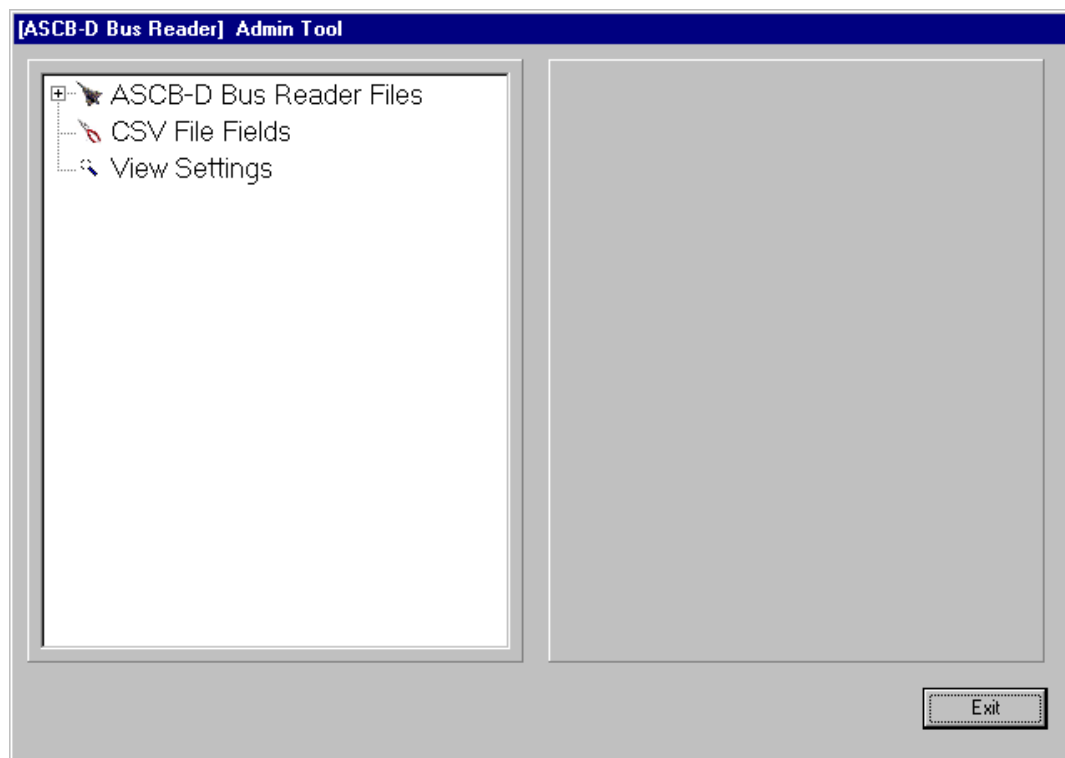 [ASCB-D Bus Reader] Admin Tool
ASCB-D Bus Reader Files
CSV File Fields
View Settings
Exit